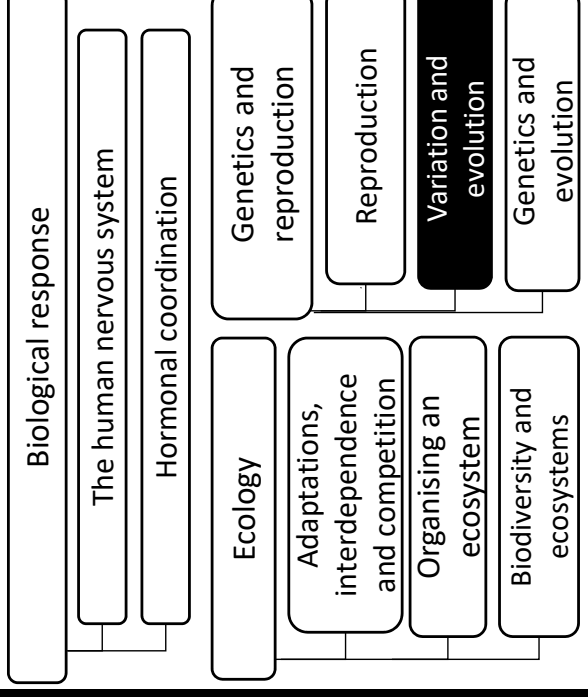 Biological response
The human nervous system
Hormonal coordination
Ecology
Adaptations,
interdependence
and competition
Organising an
ecosystem
Biodiversity and
ecosystems
Genetics and
reproduction
Reproduction
Variation and
evolution
Genetics and
evolution